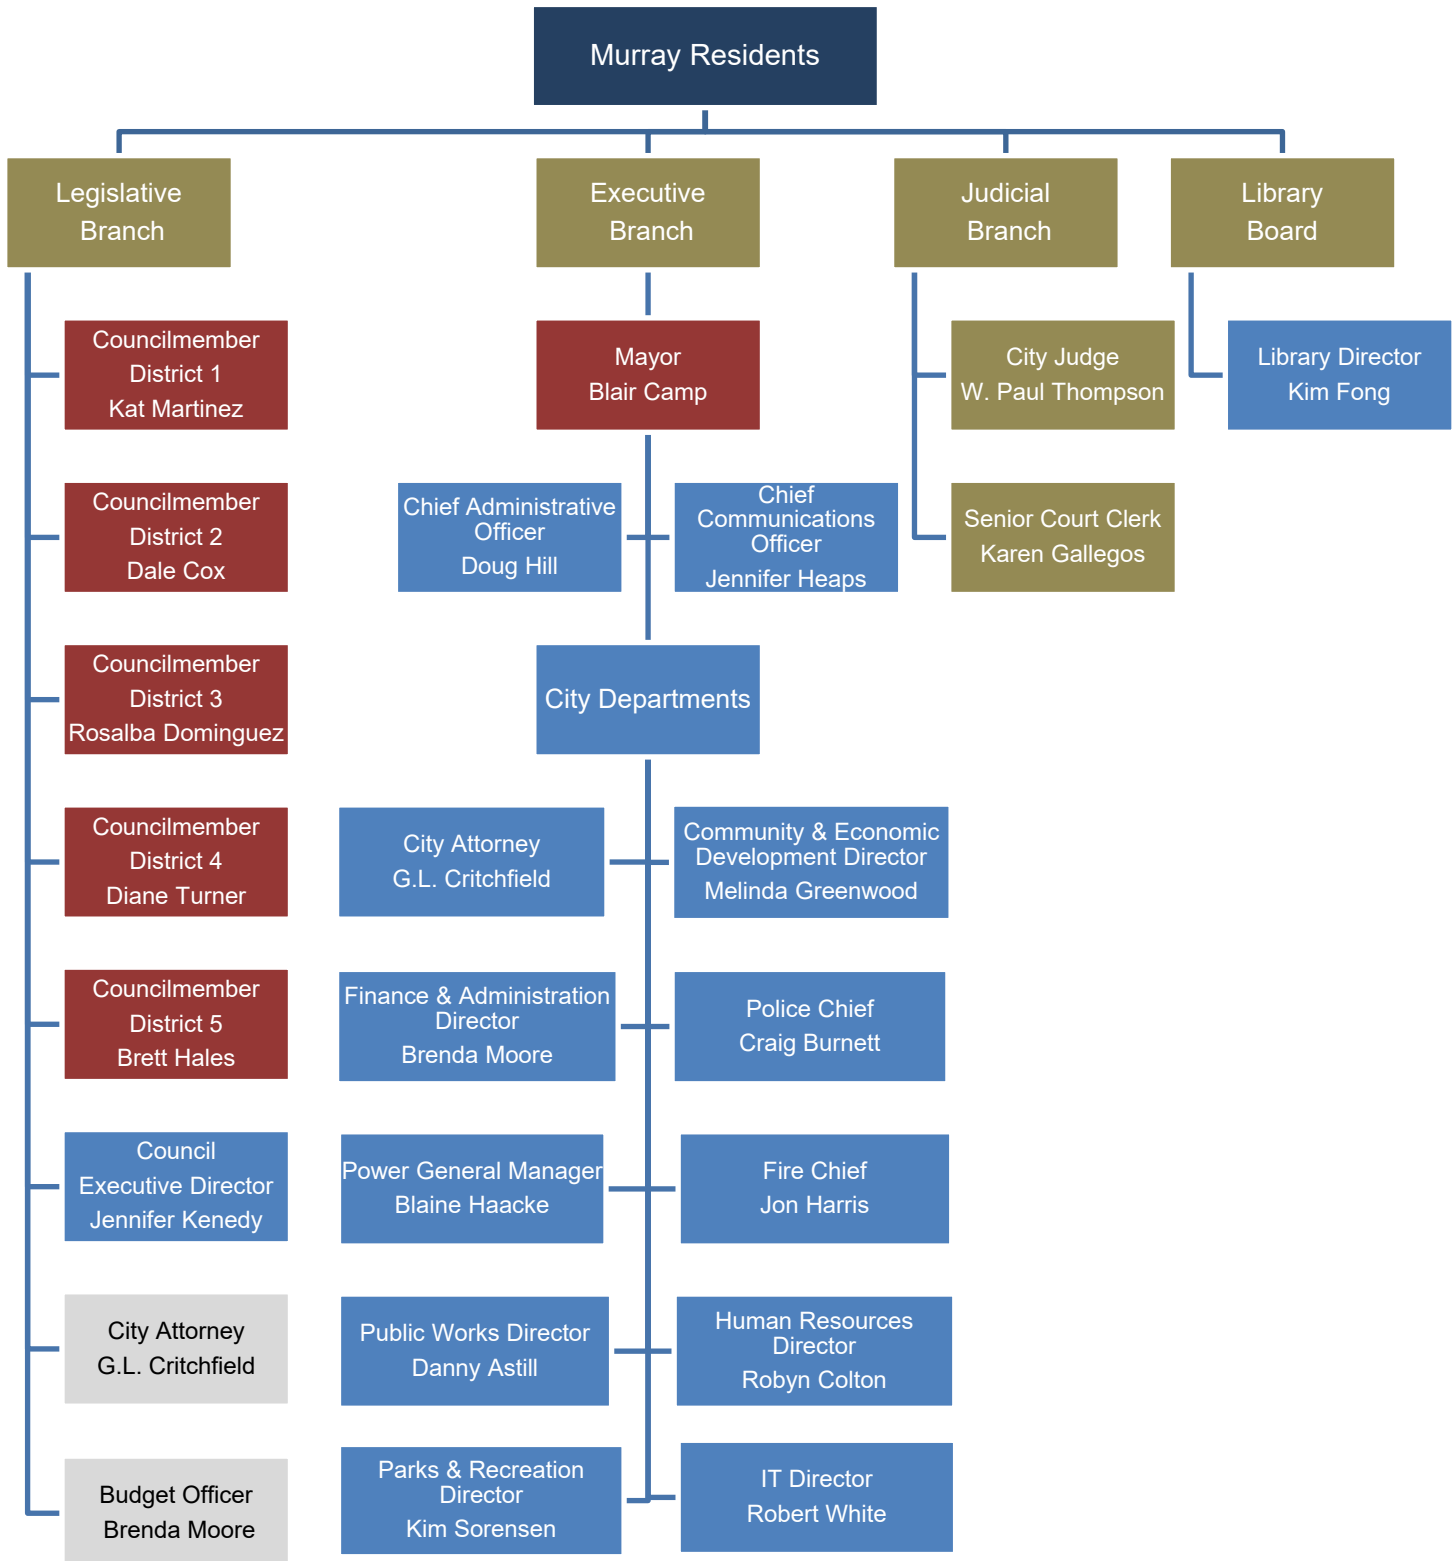 Murray Residents
Legislative
Branch
Executive
Branch
Judicial
Branch
Library
Board
Councilmember
District 1
Kat Martinez
Mayor
Blair Camp
City Judge
W. Paul Thompson
Library Director
Kim Fong
Councilmember
District 2
Dale Cox
Chief Administrative
Officer
Doug Hill
Chief
Communications
Officer
Jennifer Heaps
Senior Court Clerk
Karen Gallegos
Councilmember
District 3
Rosalba Dominguez
City Departments
Councilmember
District 4
Diane Turner
City Attorney
G.L. Critchfield
Community & Economic
Development Director
Melinda Greenwood
Councilmember
District 5
Brett Hales
Finance & Administration
Director
Brenda Moore
Police Chief
Craig Burnett
Council
Executive Director
Jennifer Kenedy
Power General Manager
Blaine Haacke
Fire Chief
Jon Harris
City Attorney
G.L. Critchfield
Public Works Director
Danny Astill
Human Resources
Director
Robyn Colton
Budget Officer
Brenda Moore
Parks & Recreation
Director
Kim Sorensen
IT Director
Robert White